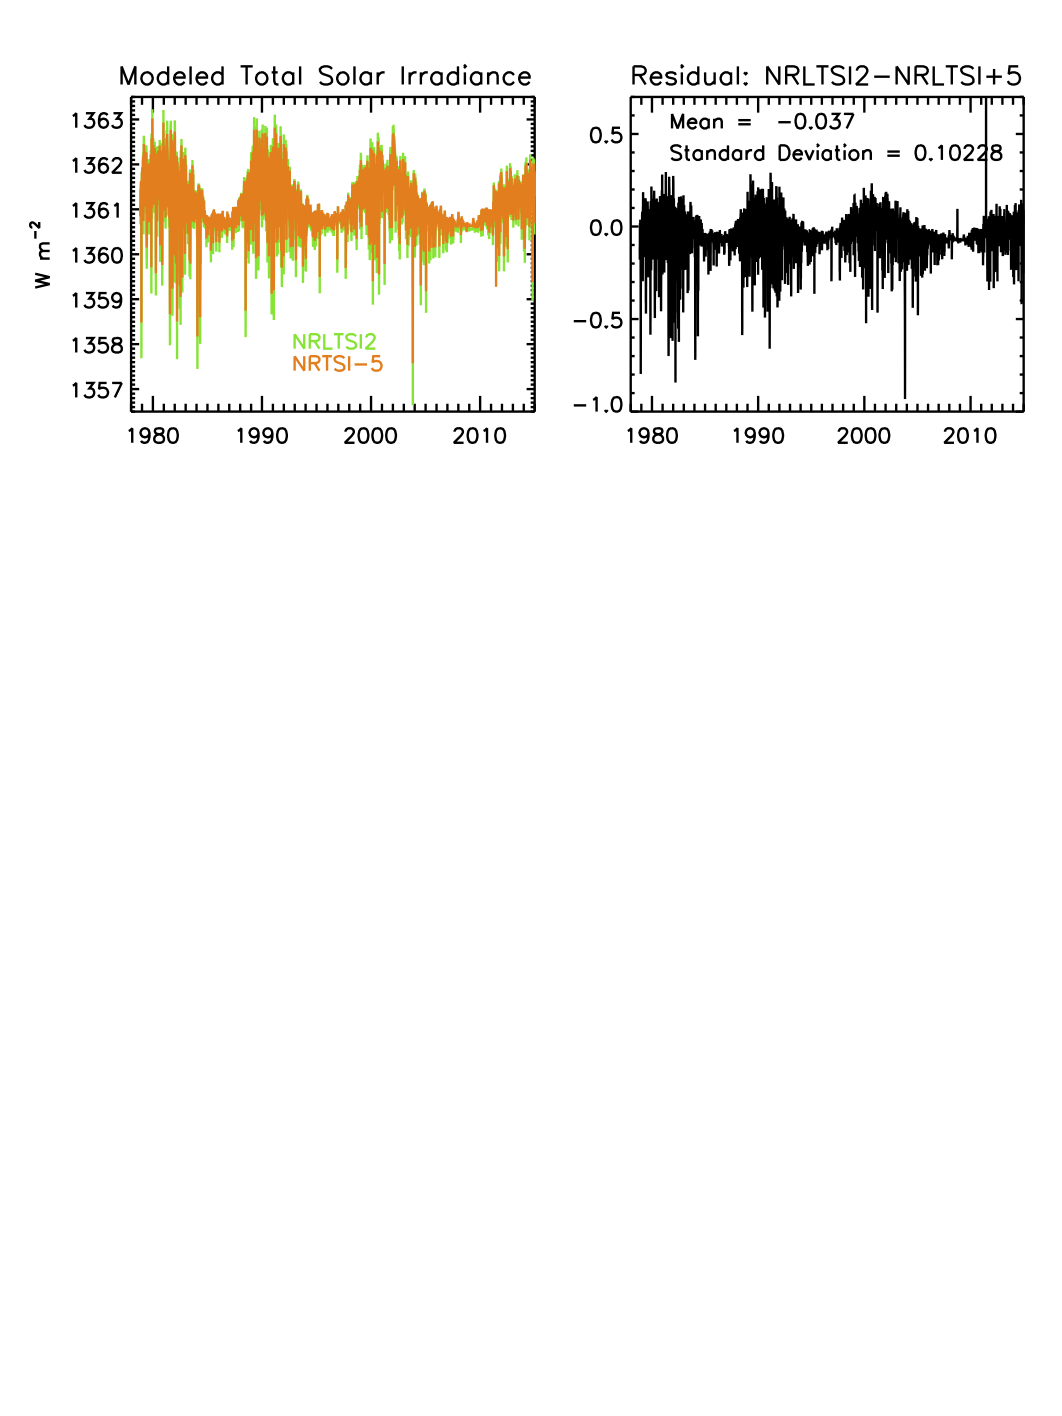 Modeled Total Solar Irradiance
1363
1362
1361
1360
1359
1358
1357
W m-2
NRLTSI2
NRTSI-5
1980 1990 2000 2010
Residual: NRLTSI2-NRLTSI+5
Mean = -0.037
Standard Deviation = 0.10228
0.5
0.0
-0.5
-1.0
1980 1990 2000 2010